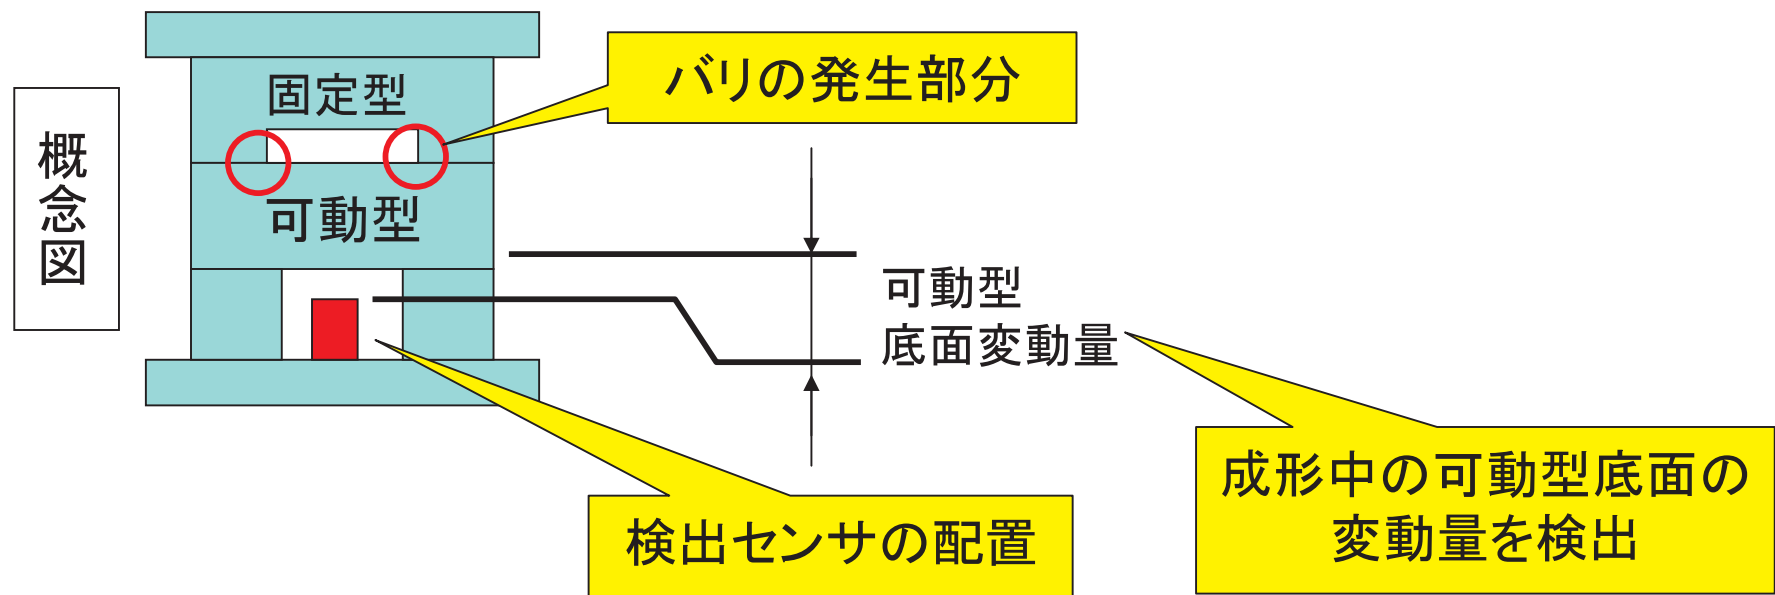 概念図
固定型
可動型
バリの発生部分
可動型
底面変動量
検出センサの配置
成形中の可動型底面の
変動量を検出